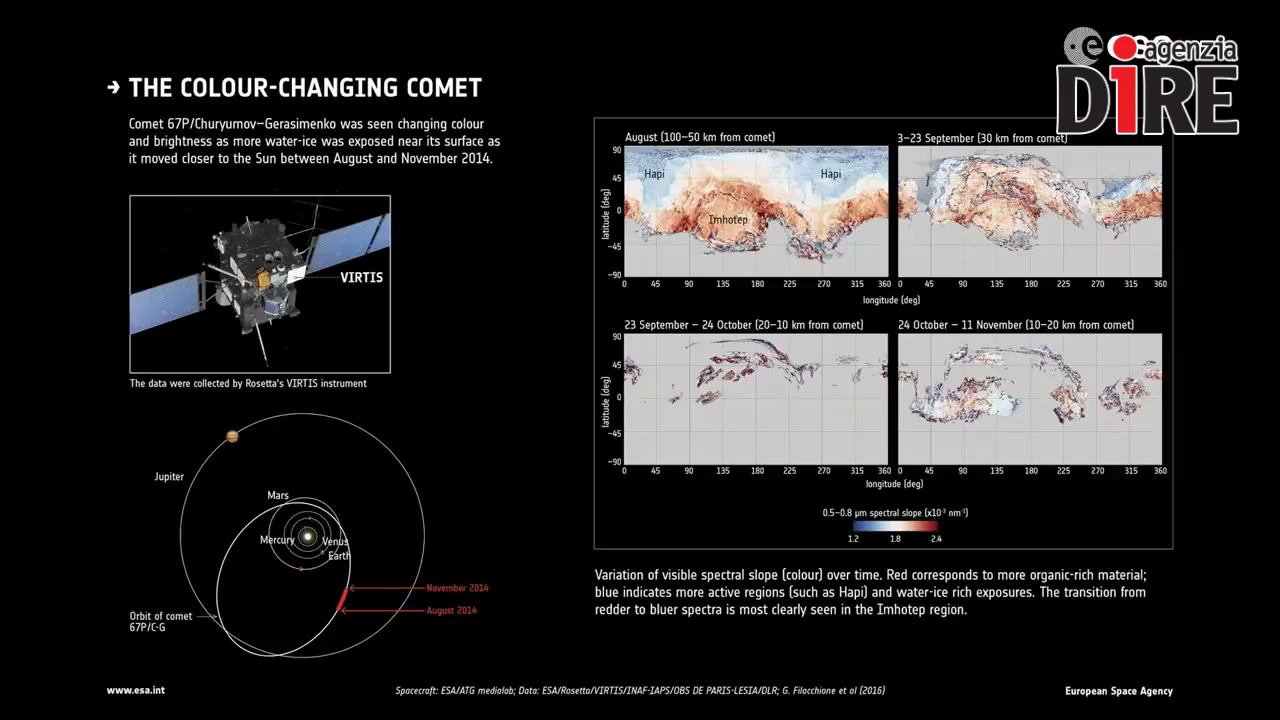 → THE COLOUR-CHANGING COMET
Comet 67P/Churyumov–Gerasimenko was seen changing colour
and brightness as more water-ice was exposed near its surface as
it moved closer to the Sun between August and November 2014.
VIRTIS
The data were collected by Rosetta's VIRTIS instrument
Jupiter
Mars
Mercury
Venus
Earth
November 2014
August 2014
Orbit of comet
67P/C-G
agenzia
DIRE
August (100–50 km from comet)
90
45
0
−45
−90
latitude (deg)
Hapi
Hapi
Imhotep
0 45 90 135 180 225 270 315 360
3–23 September (30 km from comet)
0 45 90 135 180 225 270 315 360
longitude (deg)
23 September – 24 October (20–10 km from comet)
90
45
0
−45
−90
latitude (deg)
0 45 90 135 180 225 270 315 360
24 October – 11 November (10–20 km from comet)
0 45 90 135 180 225 270 315 360
longitude (deg)
0.5–0.8 µm spectral slope (x10⁻³ nm⁻¹)
1.2 1.8 2.4
Variation of visible spectral slope (colour) over time. Red corresponds to more organic-rich material;
blue indicates more active regions (such as Hapi) and water-ice rich exposures. The transition from
redder to bluer spectra is most clearly seen in the Imhotep region.
www.esa.int
Spacecraft: ESA/ATG medialab; Data: ESA/Rosetta/VIRTIS/INAF-IAPS/OBS DE PARIS-LESIA/DLR; G. Filacchione et al (2016)
European Space Agency